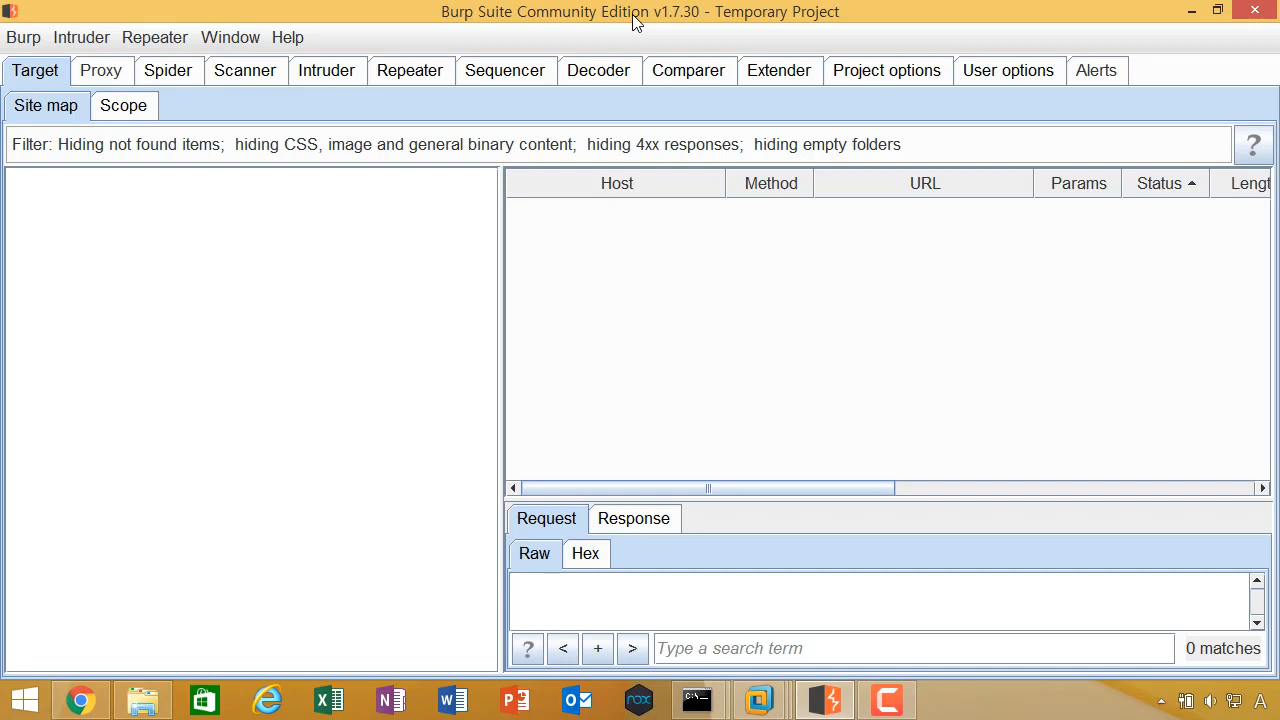 Burp Suite Community Edition v1.7.30 - Temporary Project
Burp Intruder Repeater Window Help
Target Proxy Spider Scanner Intruder Repeater Sequencer Decoder Comparer Extender Project options User options Alerts
Site map Scope
Filter: Hiding not found items; hiding CSS, image and general binary content; hiding 4xx responses; hiding empty folders
?
Host Method URL Params Status Lengt
Request Response
Raw Hex
? < + > Type a search term 0 matches
nox C:\ A